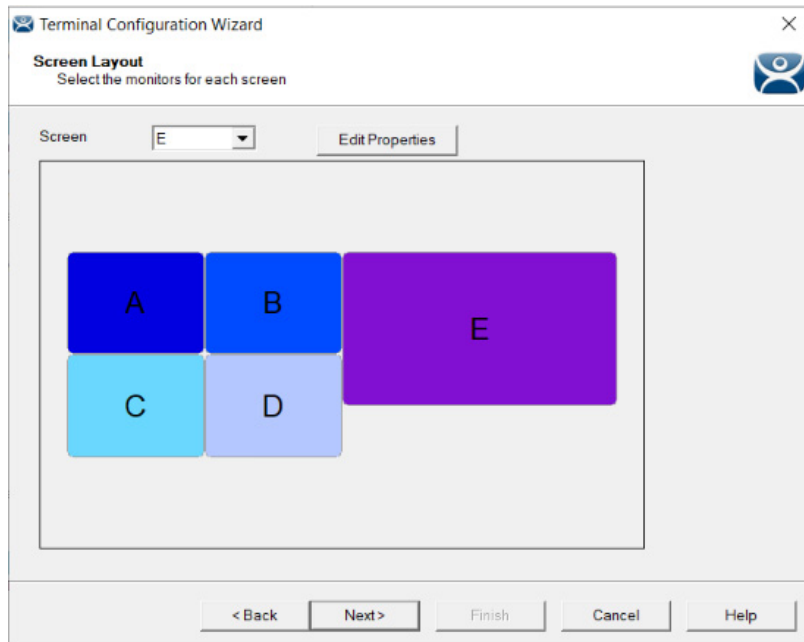 Terminal Configuration Wizard
Screen Layout
Select the monitors for each screen
Screen E Edit Properties
A B E
C D
< Back Next> Finish Cancel Help